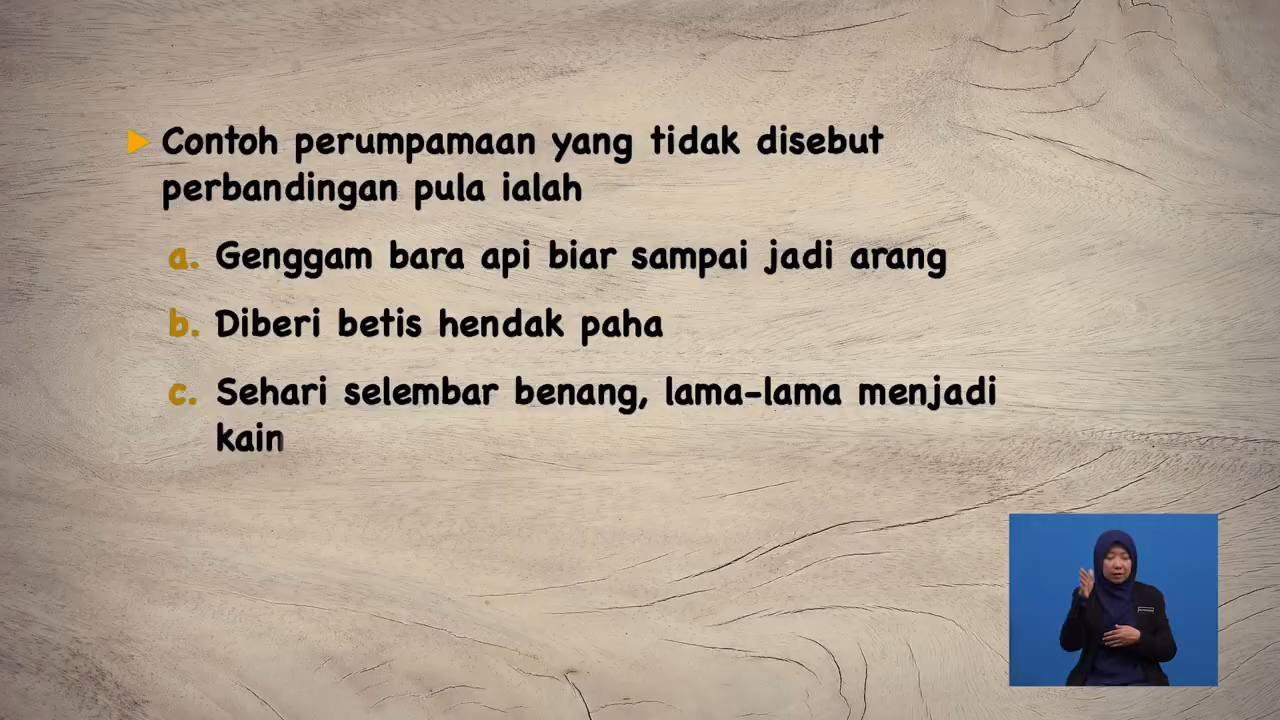 Contoh perumpamaan yang tidak disebut
perbandingan pula ialah
a. Genggam bara api biar sampai jadi arang
b. Diberi betis hendak paha
c. Sehari selembar benang, lama-lama menjadi
kain